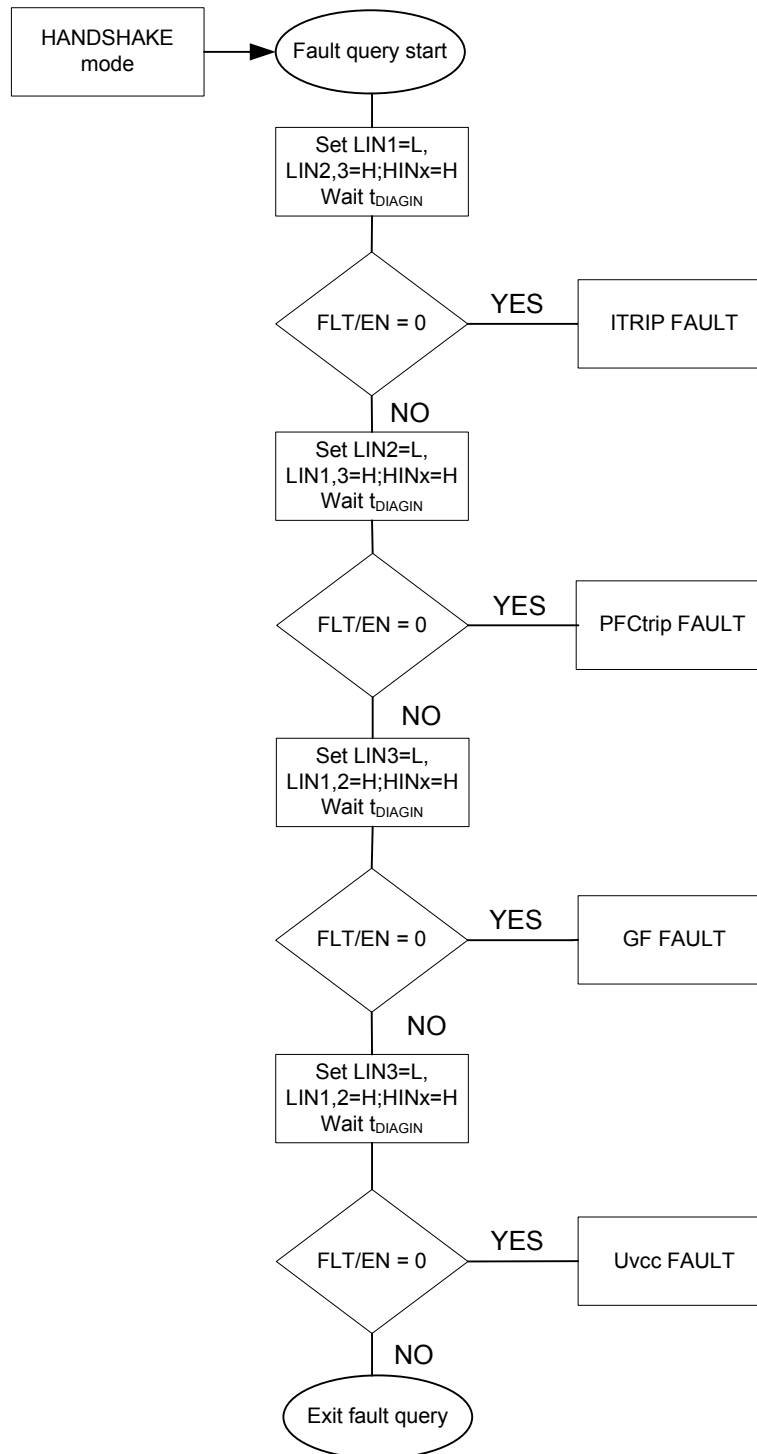 HANDSHAKE
mode
Fault query start
Set LIN1=L,
LIN2,3=H;HINx=H
Wait tDIAGIN
FLT/EN = 0
YES
ITRIP FAULT
NO
Set LIN2=L,
LIN1,3=H;HINx=H
Wait tDIAGIN
FLT/EN = 0
YES
PFCtrip FAULT
NO
Set LIN3=L,
LIN1,2=H;HINx=H
Wait tDIAGIN
FLT/EN = 0
YES
GF FAULT
NO
Set LIN3=L,
LIN1,2=H;HINx=H
Wait tDIAGIN
FLT/EN = 0
YES
Uvcc FAULT
NO
Exit fault query